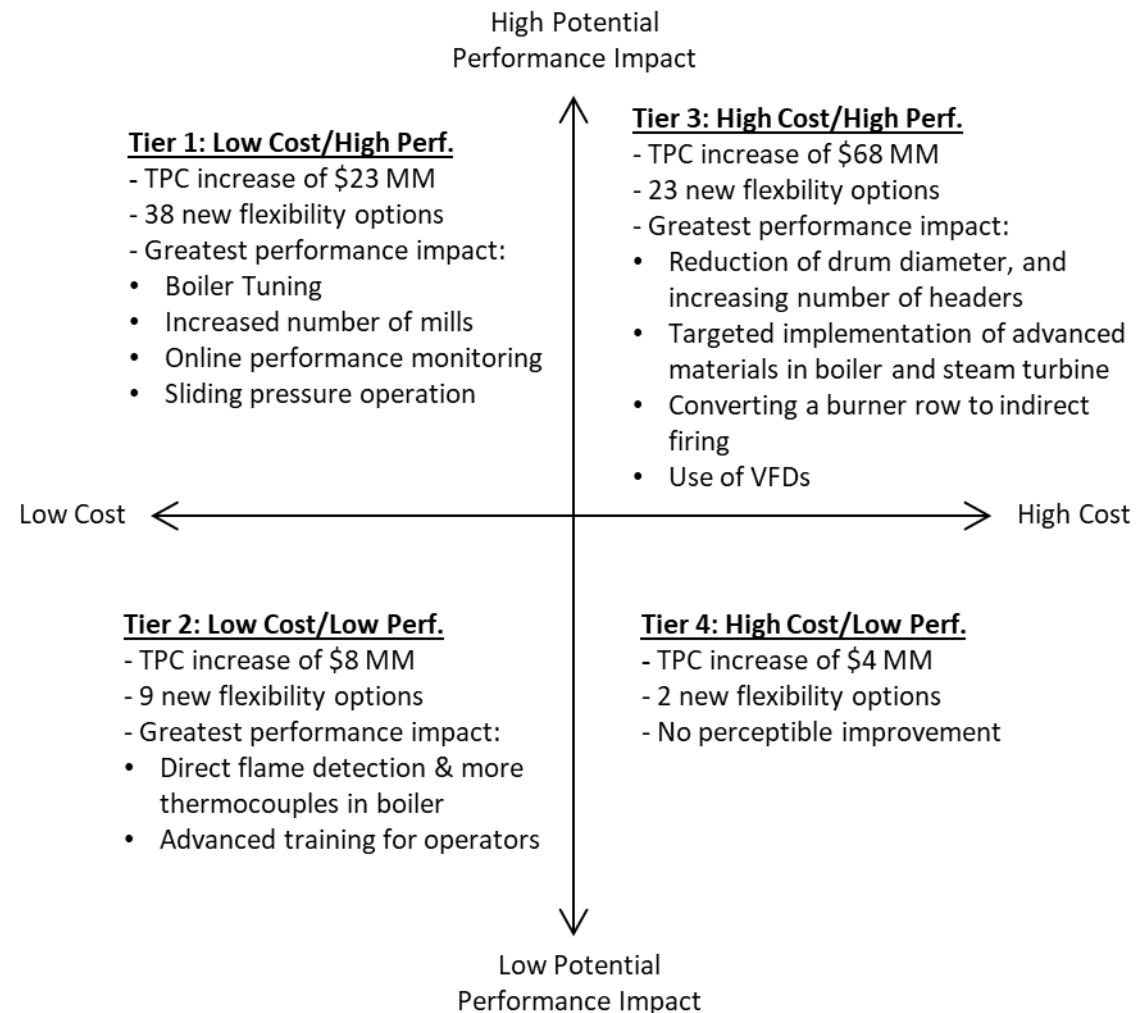 High Potential
Performance Impact
Tier 1: Low Cost/High Perf.
- TPC increase of $23 MM
- 38 new flexibility options
- Greatest performance impact:
• Boiler Tuning
• Increased number of mills
• Online performance monitoring
• Sliding pressure operation
Tier 3: High Cost/High Perf.
- TPC increase of $68 MM
- 23 new flexbility options
- Greatest performance impact:
• Reduction of drum diameter, and
increasing number of headers
• Targeted implementation of advanced
materials in boiler and steam turbine
• Converting a burner row to indirect
firing
• Use of VFDs
Low Cost
High Cost
Tier 2: Low Cost/Low Perf.
- TPC increase of $8 MM
- 9 new flexibility options
- Greatest performance impact:
• Direct flame detection & more
thermocouples in boiler
• Advanced training for operators
Tier 4: High Cost/Low Perf.
- TPC increase of $4 MM
- 2 new flexibility options
- No perceptible improvement
Low Potential
Performance Impact